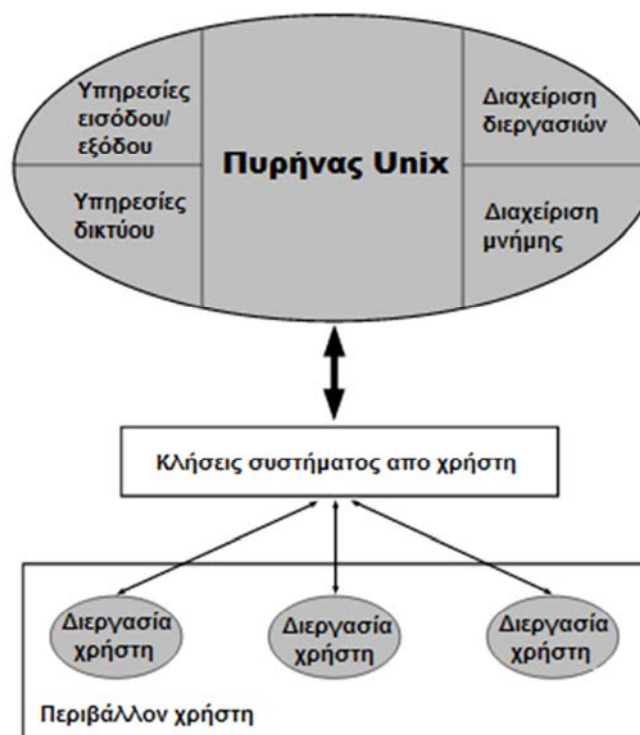 Υπηρεσίες
εισόδου/
εξόδου
Υπηρεσίες
δικτύου
Πυρήνας Unix
Διαχείριση
διεργασιών
Διαχείριση
μνήμης
Κλήσεις συστήματος απο χρήστη
Διεργασία
χρήστη
Διεργασία
χρήστη
Διεργασία
χρήστη
Περιβάλλον χρήστη